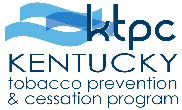 ktpc
KENTUCKY
tobacco prevention
& cessation program